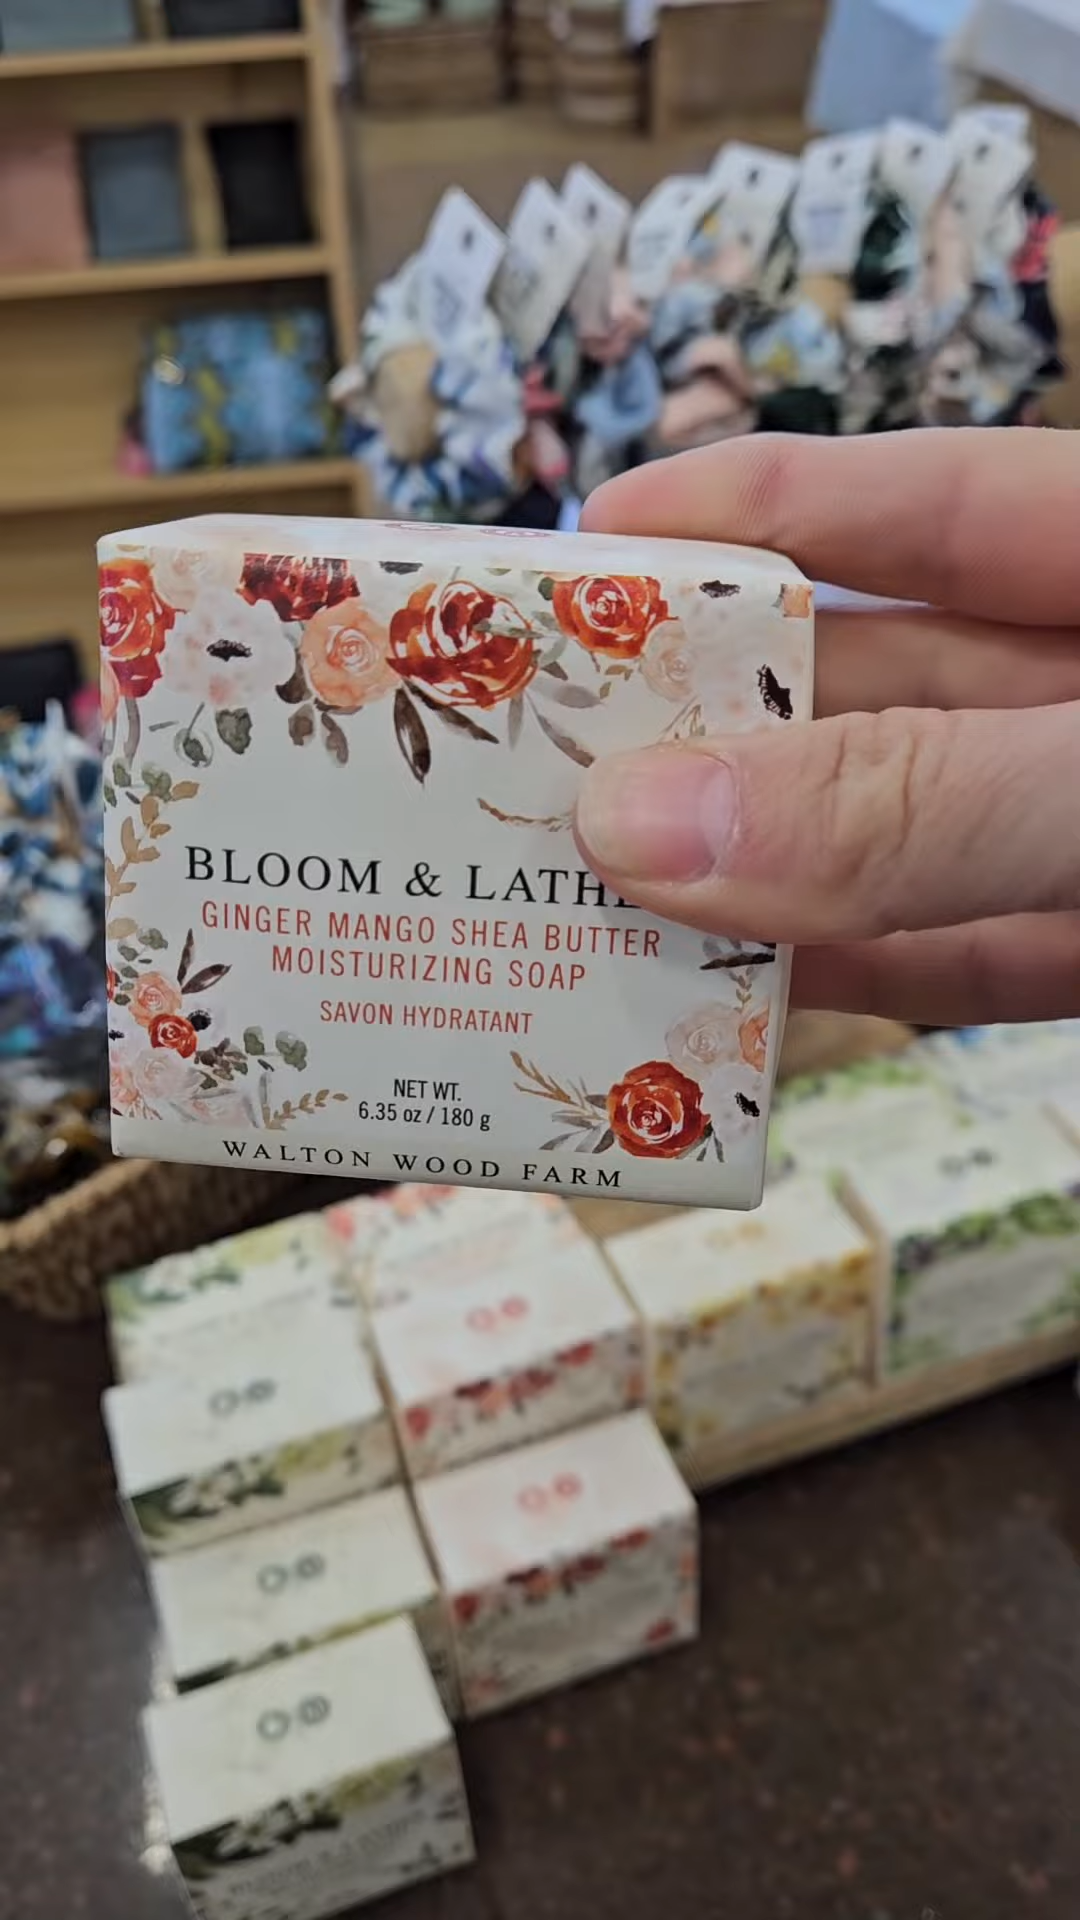 BLOOM & LATHE
GINGER MANGO SHEA BUTTER
MOISTURIZING SOAP
SAVON HYDRATANT
NET WT.
6.35 oz / 180 g
WALTON WOOD FARM